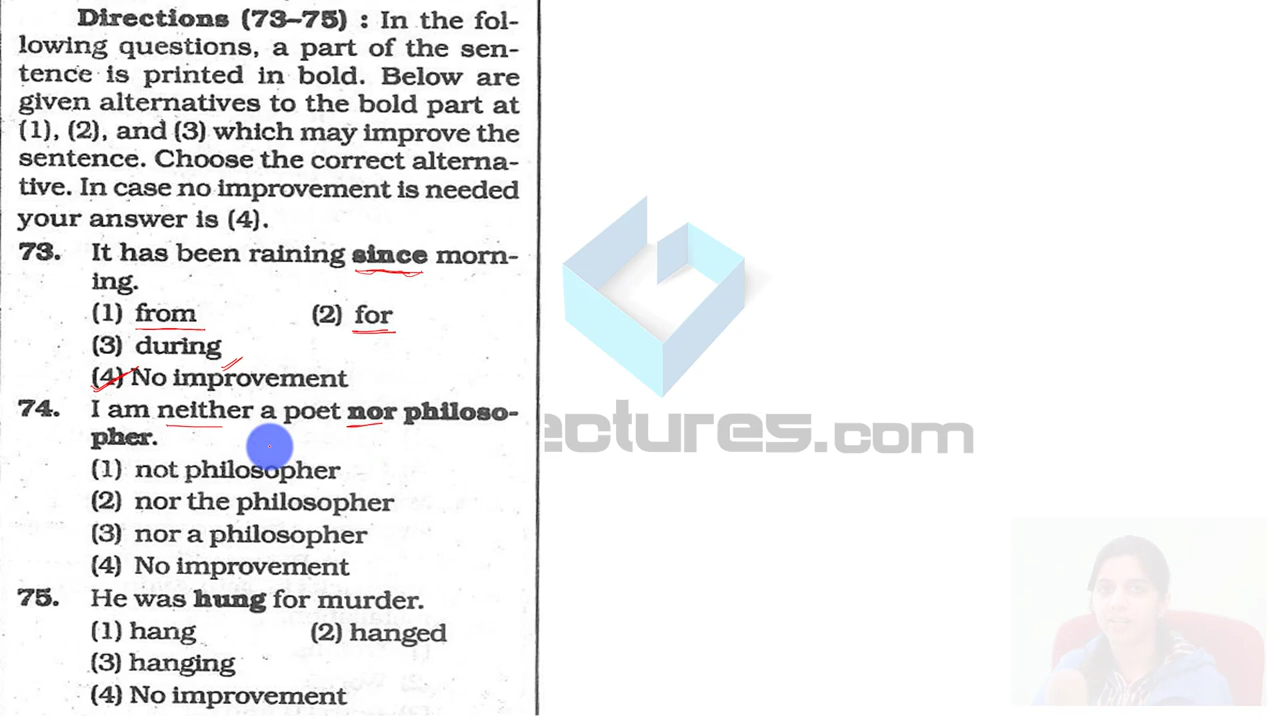 Directions (73–75) : In the fol-
lowing questions, a part of the sen-
tence is printed in bold. Below are
given alternatives to the bold part at
(1), (2), and (3) which may improve the
sentence. Choose the correct alterna-
tive. In case no improvement is needed
your answer is (4).
73. It has been raining since morn-
ing.
(1) from (2) for
(3) during
(4) No improvement
74. I am neither a poet nor philoso-
pher.
(1) not philosopher
(2) nor the philosopher
(3) nor a philosopher
(4) No improvement
75. He was hung for murder.
(1) hang (2) hanged
(3) hanging
(4) No improvement
ectures.com